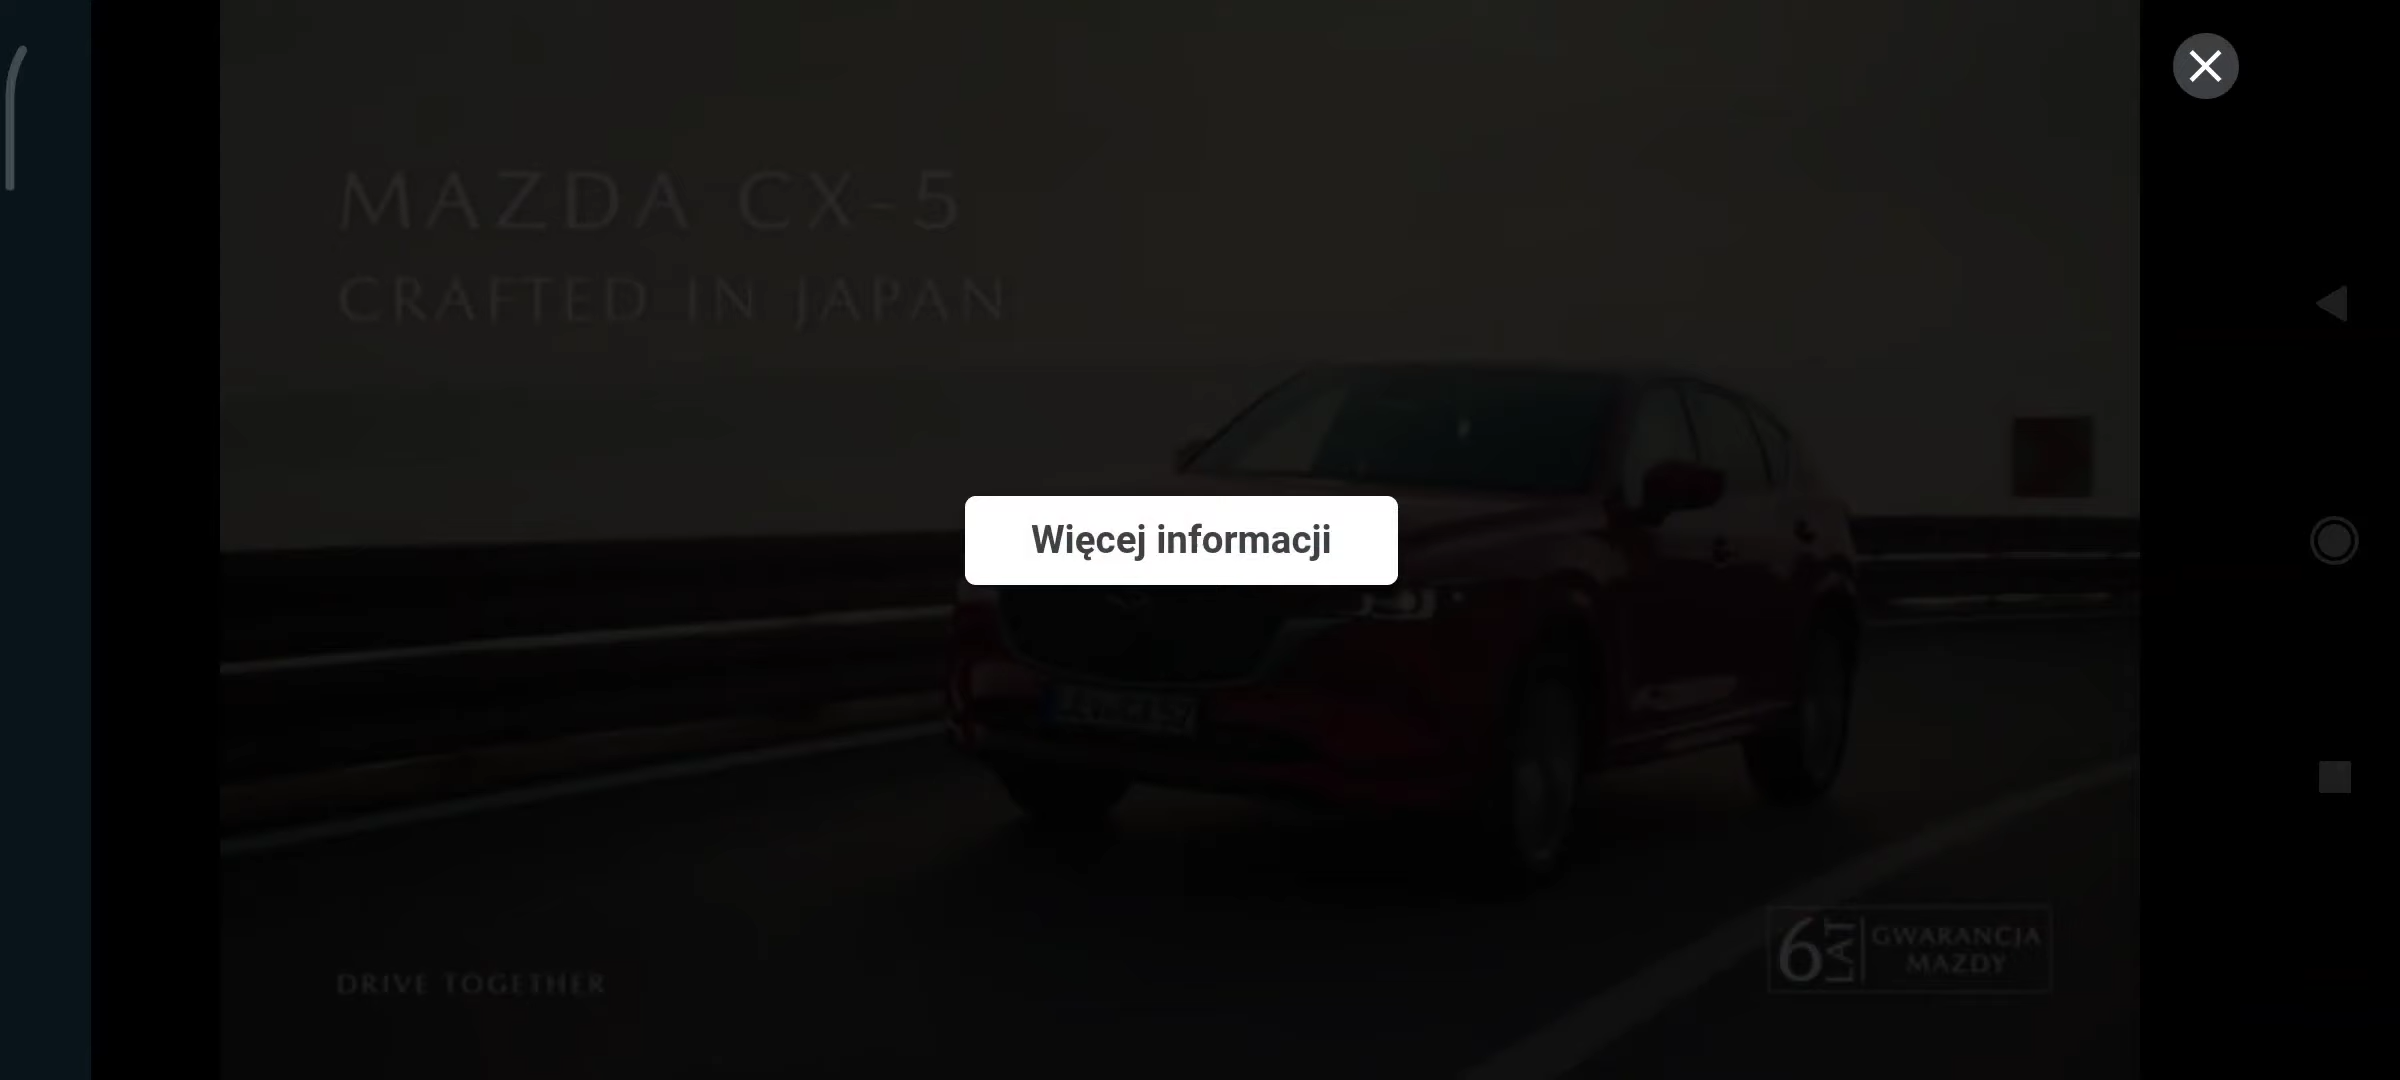 MAZDA CX-5
CRAFTED IN JAPAN
Więcej informacji
6 LAT GWARANCJA
MAZDY
DRIVE TOGETHER